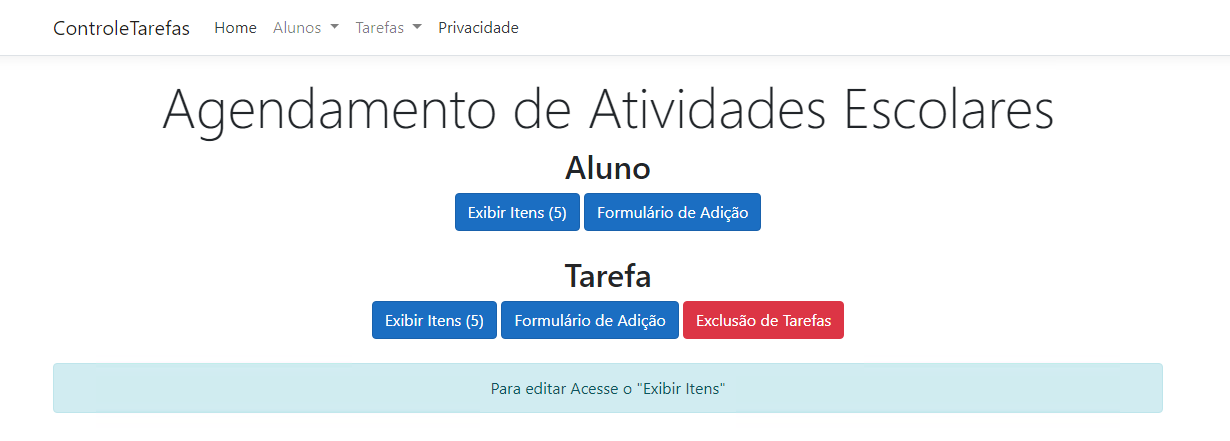 ControleTarefas Home Alunos Tarefas Privacidade
Agendamento de Atividades Escolares
Aluno
Exibir Itens (5) Formulário de Adição
Tarefa
Exibir Itens (5) Formulário de Adição Exclusão de Tarefas
Para editar Acesse o "Exibir Itens"